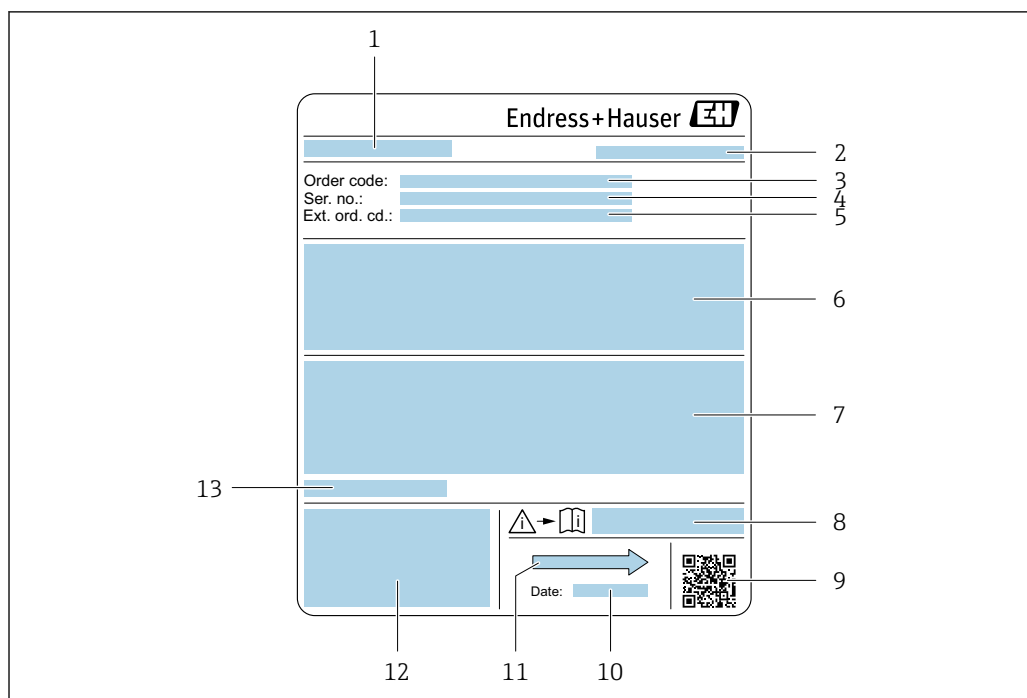 1
Endress+Hauser EH
2
Order code: 3
Ser. no.: 4
Ext. ord. cd.: 5
6
7
13
i i 8
9
11
Date:
12 10